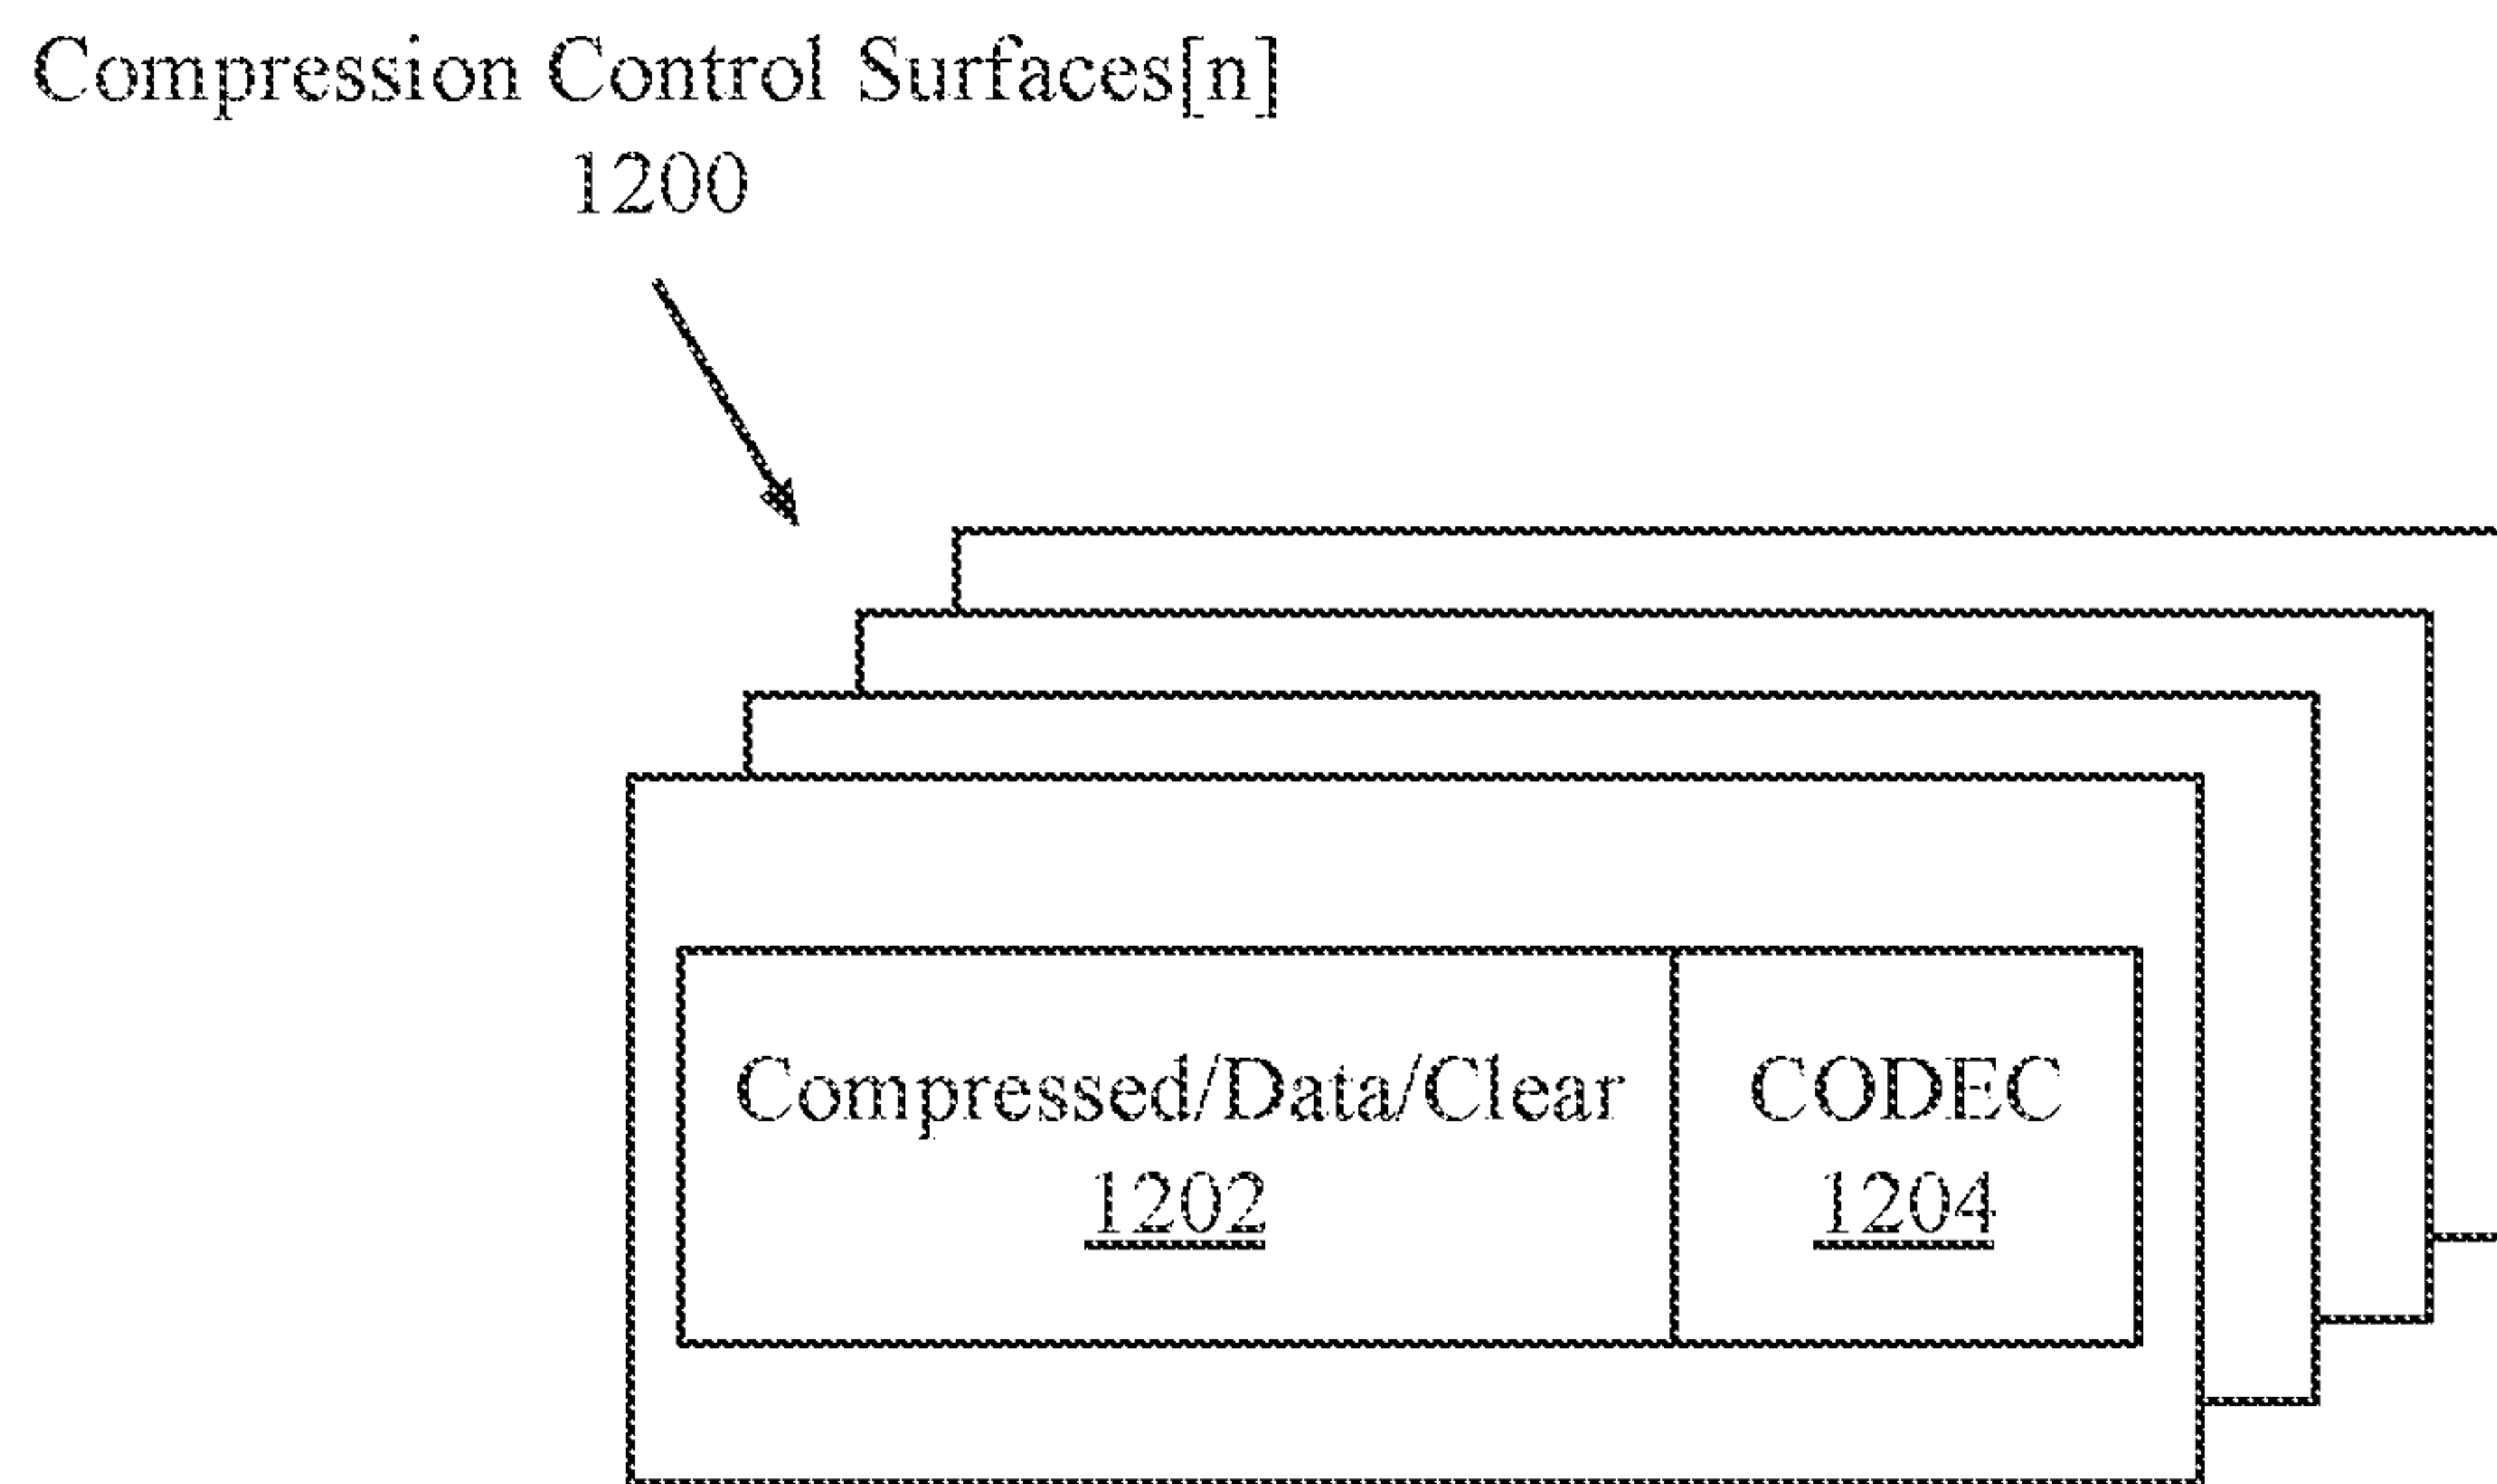 Compression Control Surfaces[n]
1200
Compressed/Data/Clear
1202
CODEC
1204